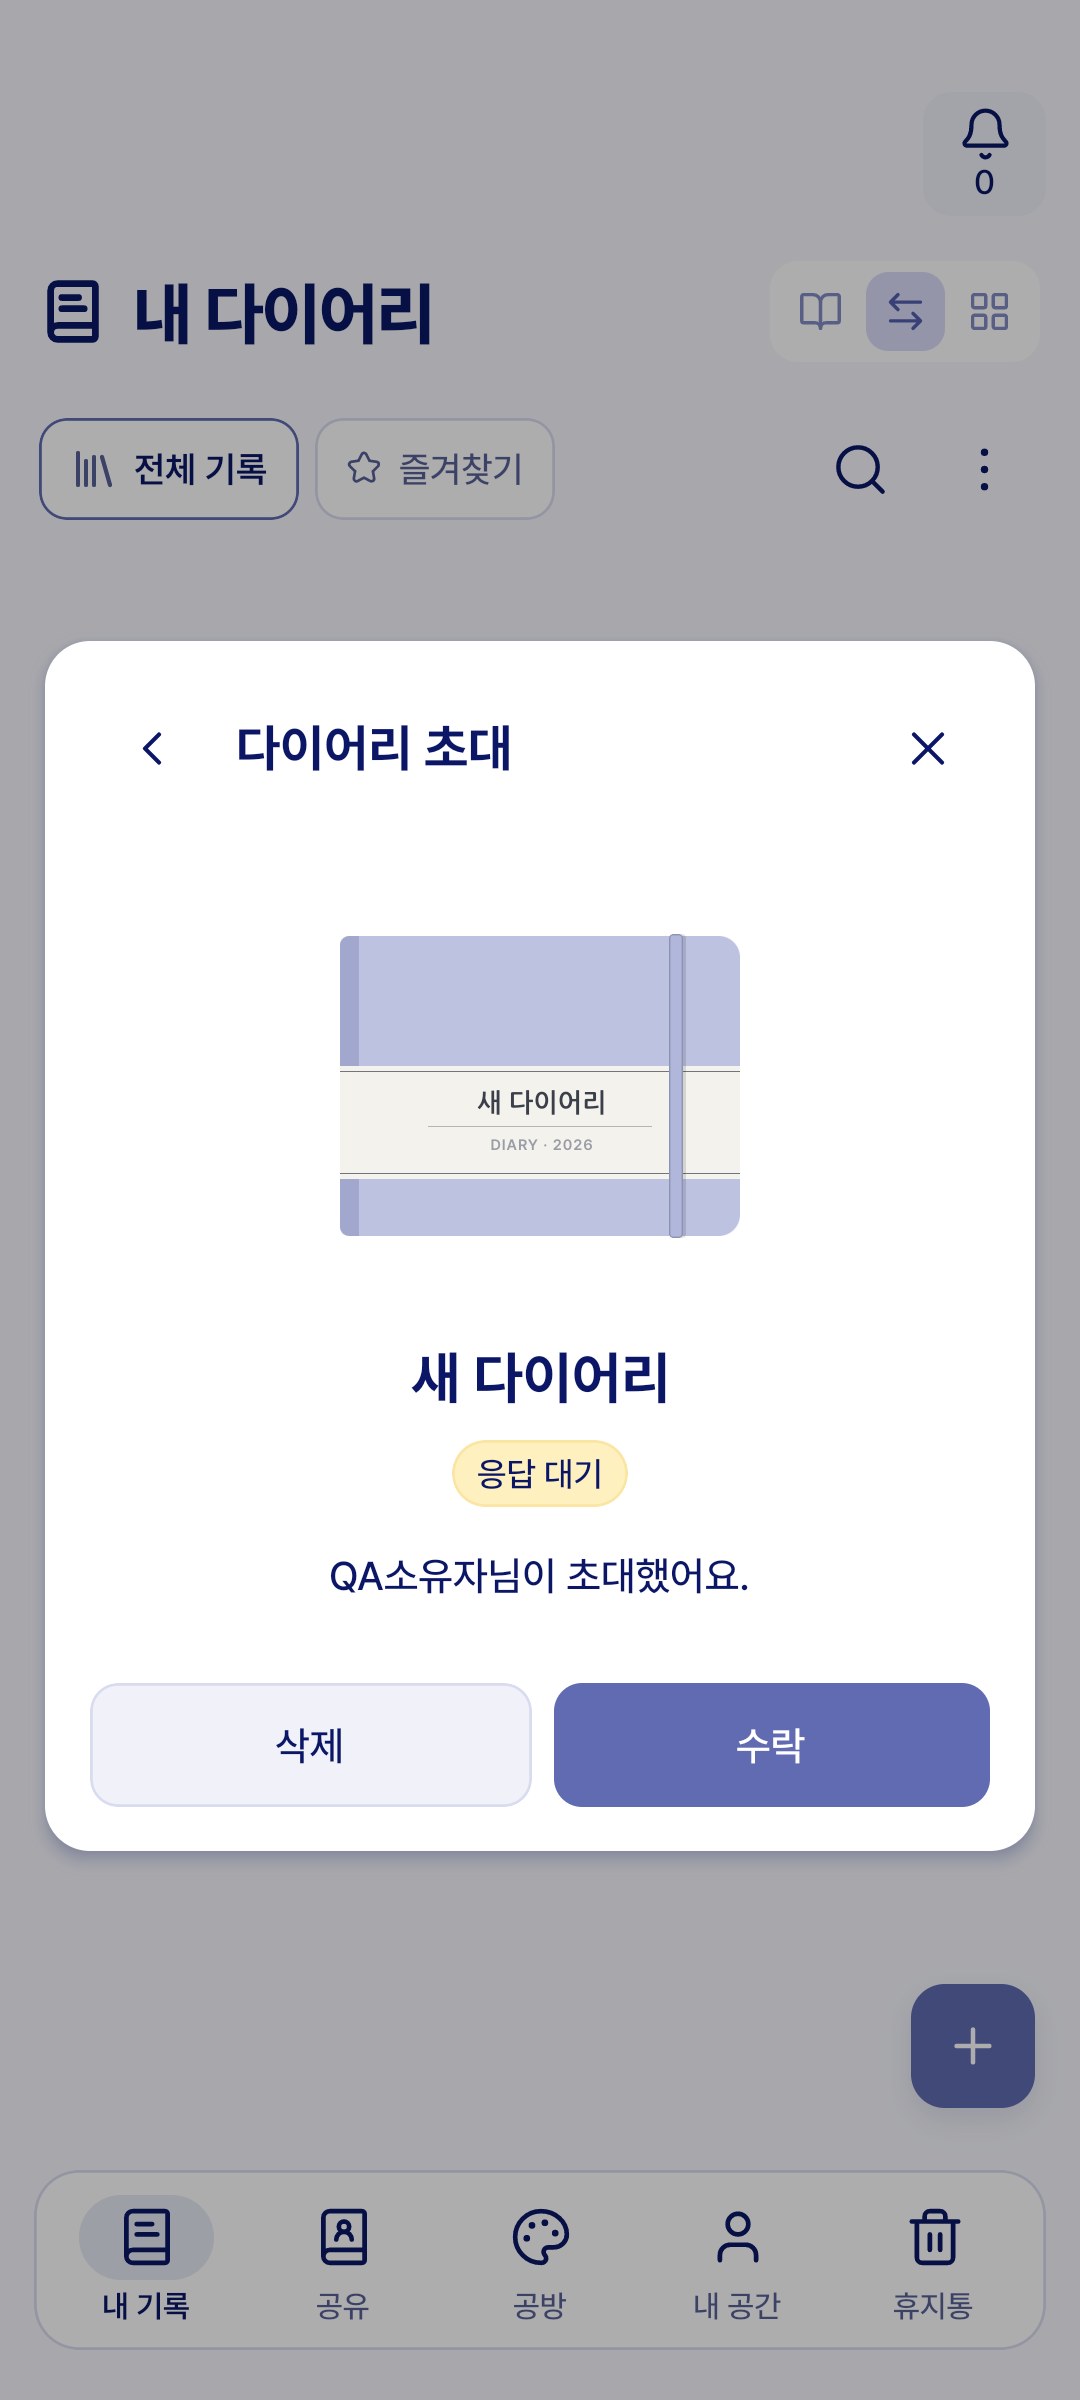 0
내 다이어리
전체 기록
즐겨찾기
다이어리 초대
새 다이어리
DIARY · 2026
새 다이어리
응답 대기
QA소유자님이 초대했어요.
삭제
수락
내 기록
공유
공방
내 공간
휴지통